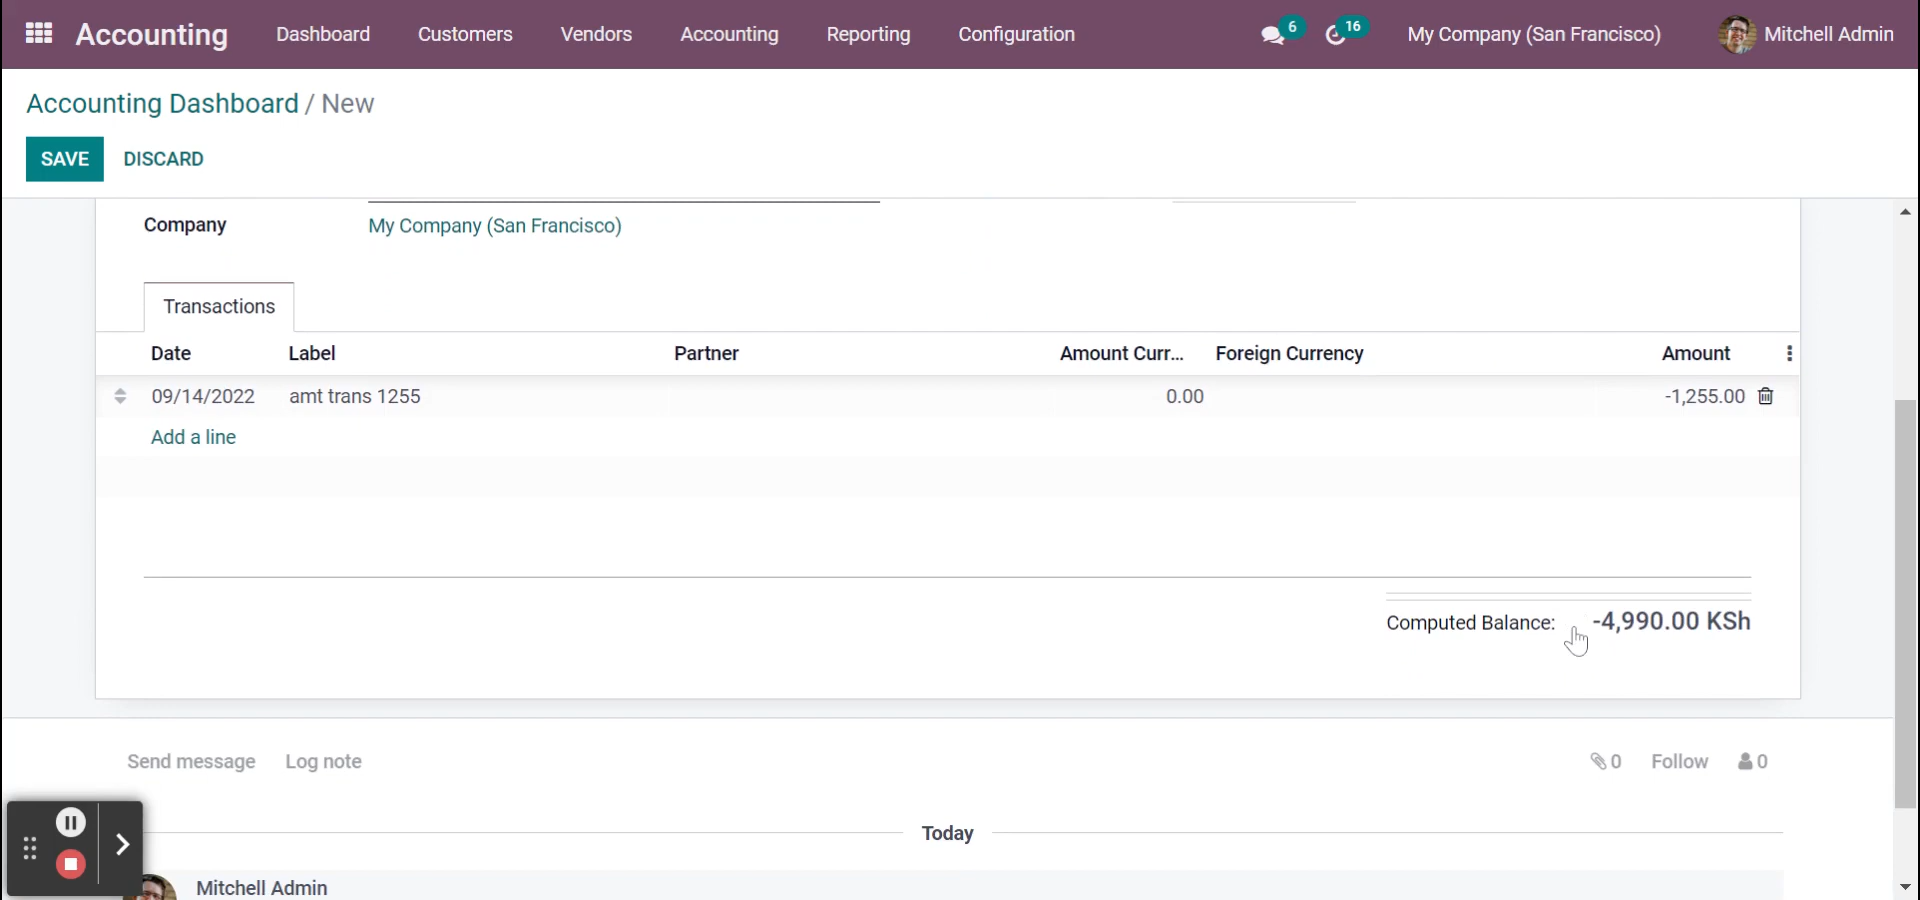 Accounting Dashboard Customers Vendors Accounting Reporting Configuration 6 16 My Company (San Francisco) Mitchell Admin
Accounting Dashboard / New
SAVE DISCARD
Company My Company (San Francisco)
Transactions
Date Label Partner Amount Curr... Foreign Currency Amount
09/14/2022 amt trans 1255 0.00 -1,255.00
Add a line
Computed Balance: -4,990.00 KSh
Send message Log note 0 Follow 0
Today
Mitchell Admin